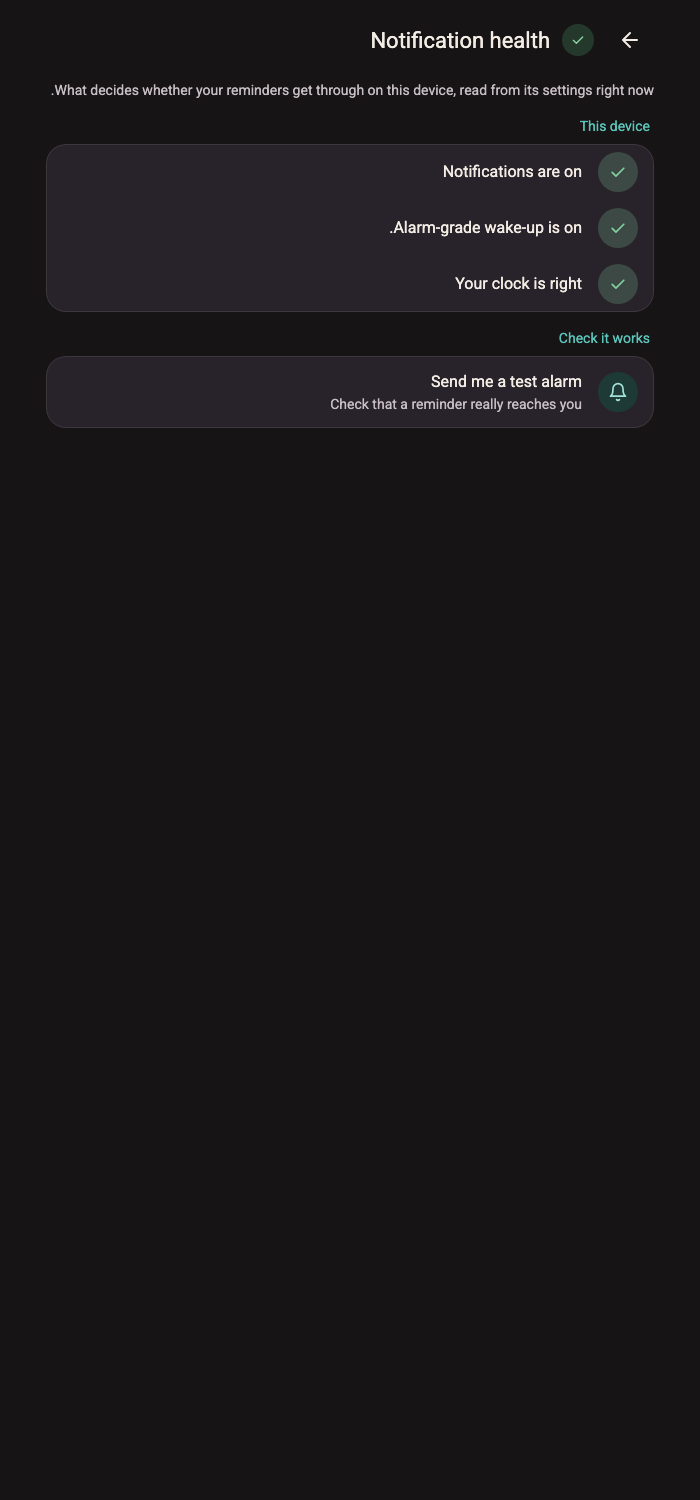 Notification health
.What decides whether your reminders get through on this device, read from its settings right now
This device
Notifications are on
.Alarm-grade wake-up is on
Your clock is right
Check it works
Send me a test alarm
Check that a reminder really reaches you